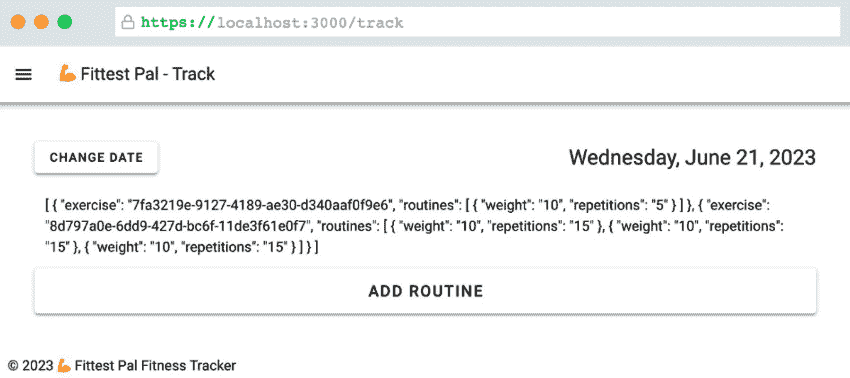 https://localhost:3000/track
💪 Fittest Pal - Track
CHANGE DATE
Wednesday, June 21, 2023
[ { "exercise": "7fa3219e-9127-4189-ae30-d340aaf0f9e6", "routines": [ { "weight": "10", "repetitions": "5" } ] }, { "exercise":
"8d797a0e-6dd9-427d-bc6f-11de3f61e0f7", "routines": [ { "weight": "10", "repetitions": "15" }, { "weight": "10", "repetitions":
"15" }, { "weight": "10", "repetitions": "15" } ] } ]
ADD ROUTINE
© 2023 💪 Fittest Pal Fitness Tracker